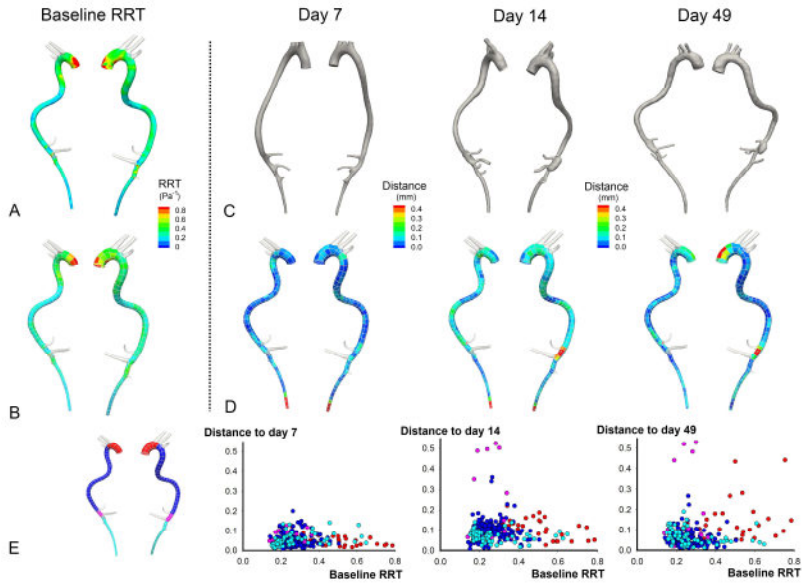 Baseline RRT
Day 7
Day 14
Day 49
RRT
(Pa⁻¹)
0.8
0.6
0.4
0.2
0
A
C
Distance
(mm)
0.4
0.3
0.2
0.1
0.0
Distance
(mm)
0.4
0.3
0.2
0.1
0.0
B
D
E
Distance to day 7
0.5
0.4
0.3
0.2
0.1
0.0
0.0 0.2 0.4 0.6 0.8
Baseline RRT
Distance to day 14
0.5
0.4
0.3
0.2
0.1
0.0
0.0 0.2 0.4 0.6 0.8
Baseline RRT
Distance to day 49
0.5
0.4
0.3
0.2
0.1
0.0
0.0 0.2 0.4 0.6 0.8
Baseline RRT